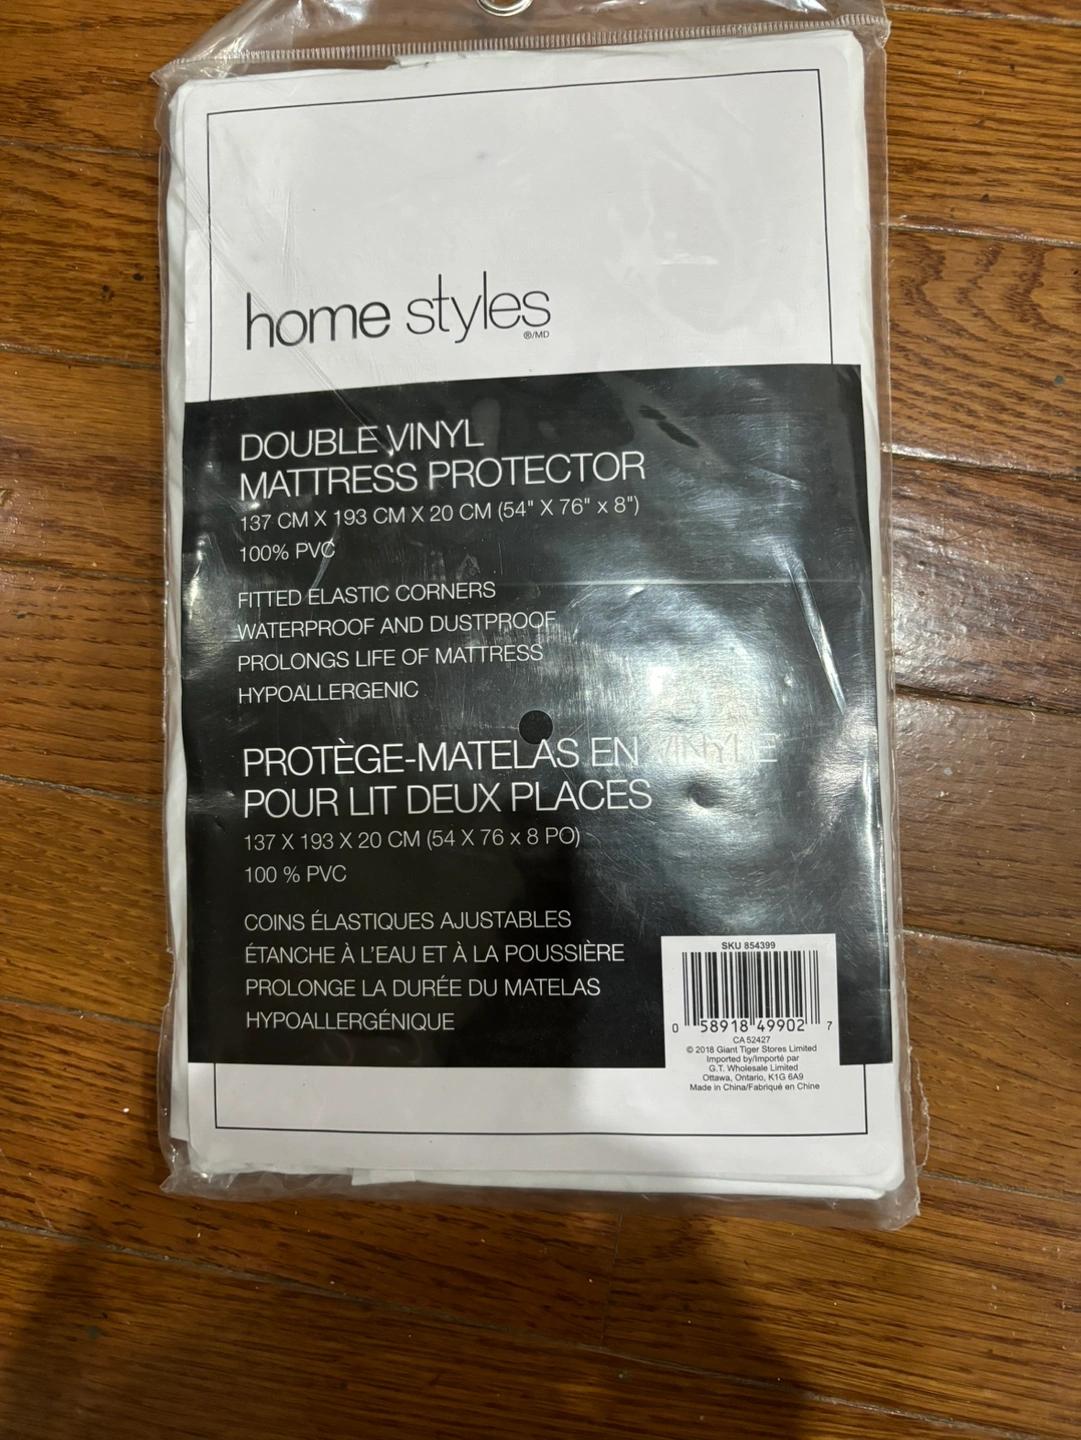 home styles
®/MD
DOUBLE VINYL
MATTRESS PROTECTOR
137 CM X 193 CM X 20 CM (54" X 76" x 8")
100% PVC
FITTED ELASTIC CORNERS
WATERPROOF AND DUSTPROOF
PROLONGS LIFE OF MATTRESS
HYPOALLERGENIC
PROTÈGE-MATELAS EN VINYLE
POUR LIT DEUX PLACES
137 X 193 X 20 CM (54 X 76 x 8 PO)
100 % PVC
COINS ÉLASTIQUES AJUSTABLES
ÉTANCHE À L'EAU ET À LA POUSSIÈRE
PROLONGE LA DURÉE DU MATELAS
HYPOALLERGÉNIQUE
SKU 854399
0 58918 49902 7
CA 52427
© 2018 Giant Tiger Stores Limited
Imported by/Importé par
G.T. Wholesale Limited
Ottawa, Ontario, K1G 6A9
Made in China/Fabriqué en Chine